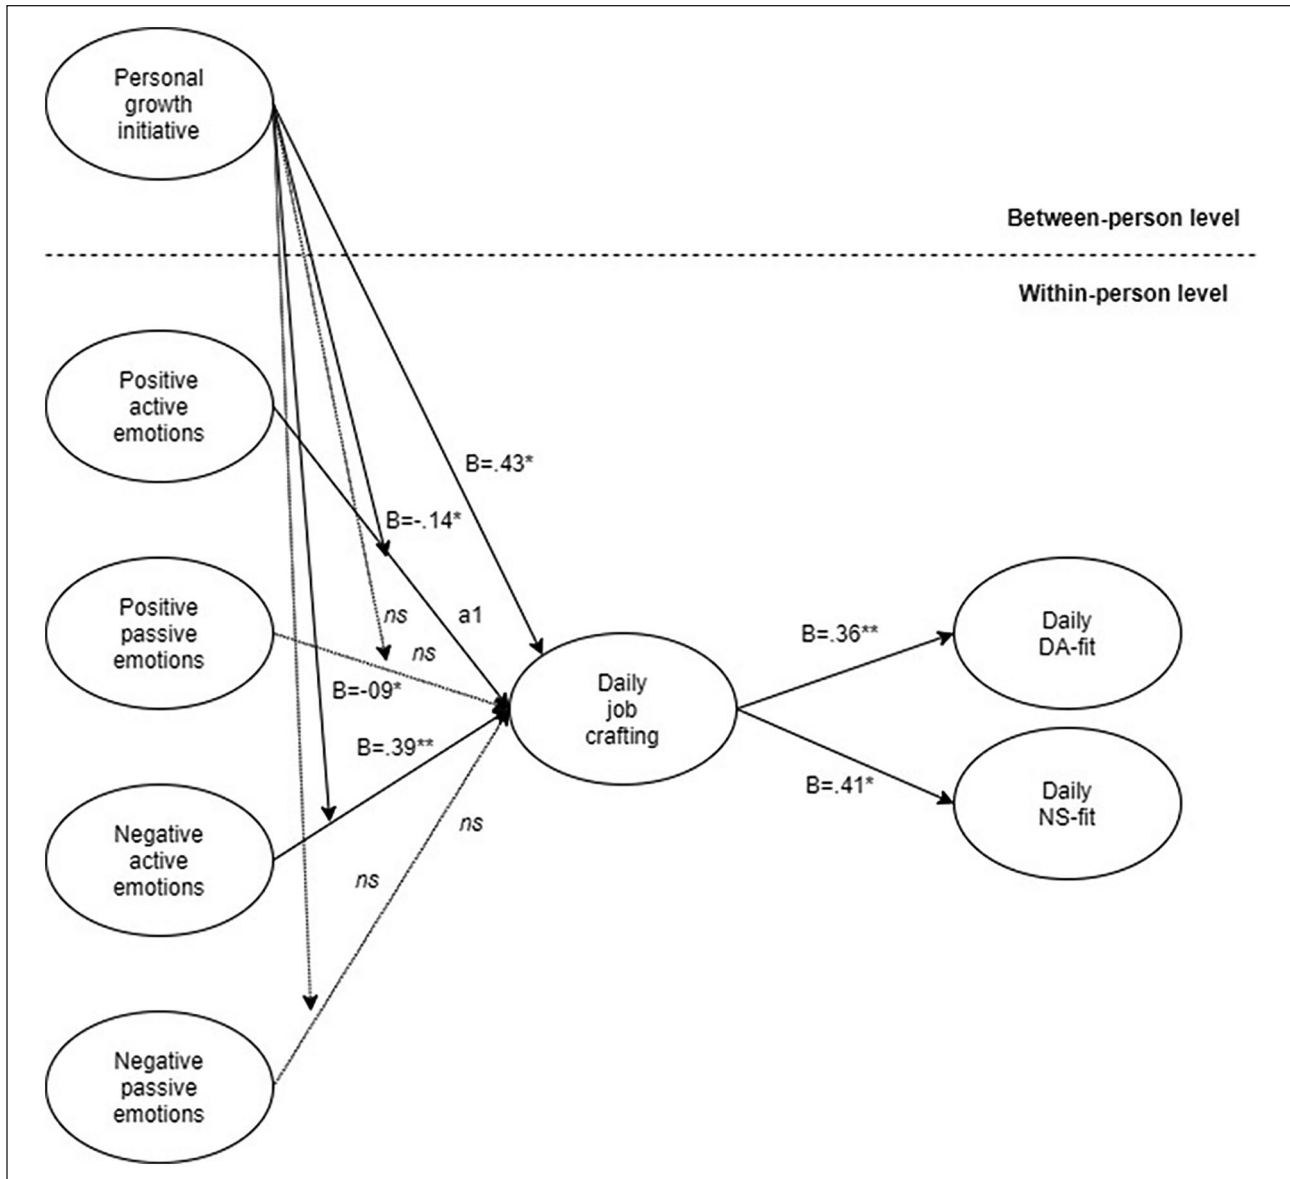 Personal
growth
initiative
Between-person level
Within-person level
Positive
active
emotions
B=.43*
B=-.14*
Positive
passive
emotions
ns
a1
ns
B=-09*
B=.39**
Daily
job
crafting
B=.36**
Daily
DA-fit
B=.41*
Daily
NS-fit
Negative
active
emotions
ns
ns
Negative
passive
emotions